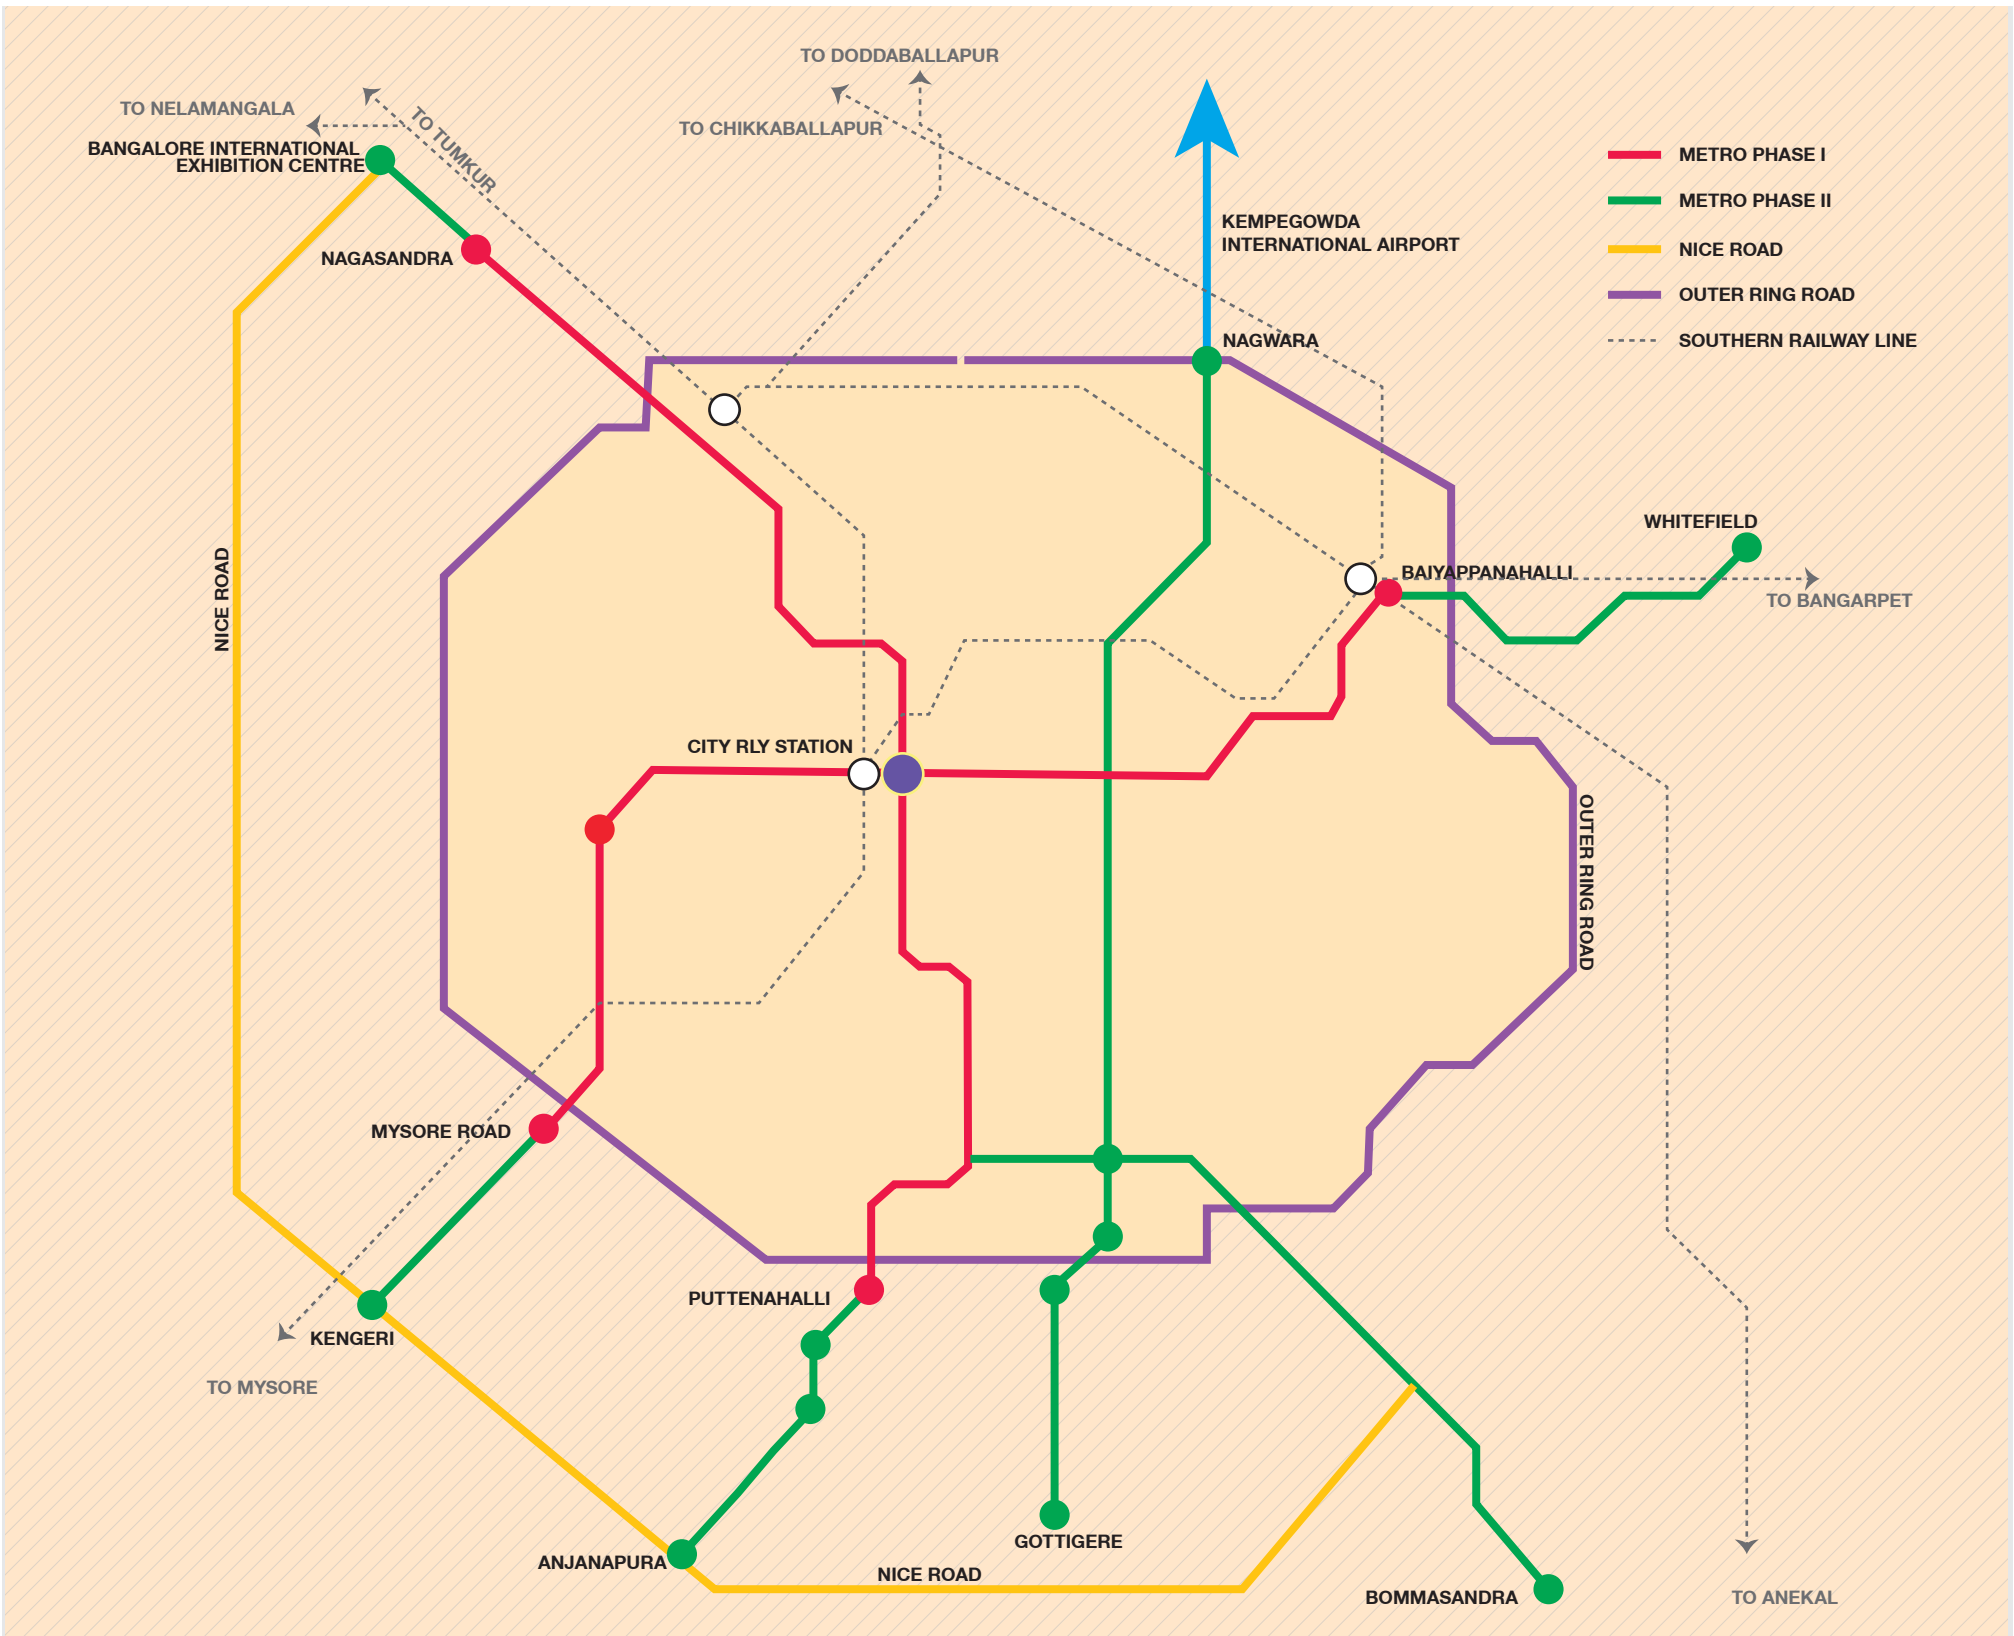 TO DODDABALLAPUR
TO NELAMANGALA
TO TUMKUR
TO CHIKKABALLAPUR
BANGALORE INTERNATIONAL
EXHIBITION CENTRE
METRO PHASE I
METRO PHASE II
KEMPEGOWDA
INTERNATIONAL AIRPORT
NICE ROAD
NAGASANDRA
OUTER RING ROAD
NAGWARA
SOUTHERN RAILWAY LINE
WHITEFIELD
BAIYAPPANAHALLI
TO BANGARPET
NICE ROAD
CITY RLY STATION
OUTER RING ROAD
MYSORE ROAD
PUTTENAHALLI
KENGERI
TO MYSORE
GOTTIGERE
ANJANAPURA
NICE ROAD
BOMMASANDRA
TO ANEKAL